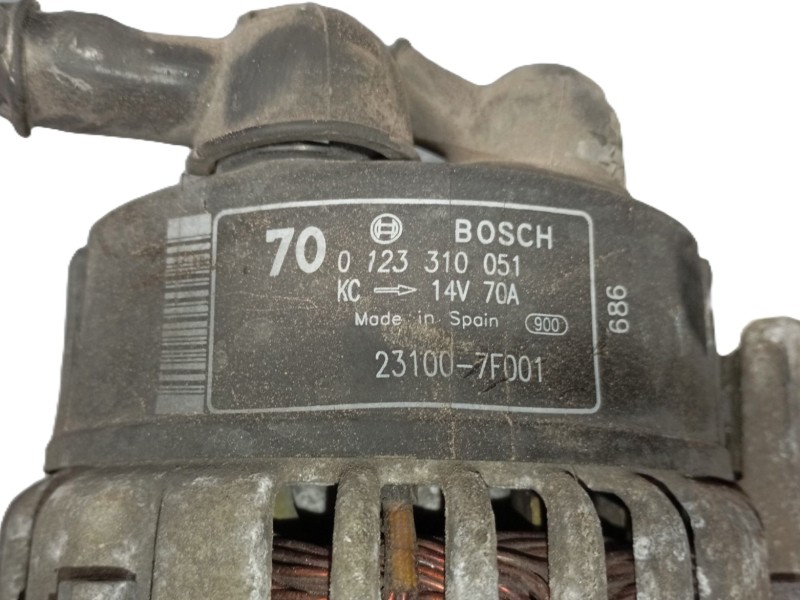 70 BOSCH
0 123 310 051
KC → 14V 70A
Made in Spain 900
23100-7F001
686